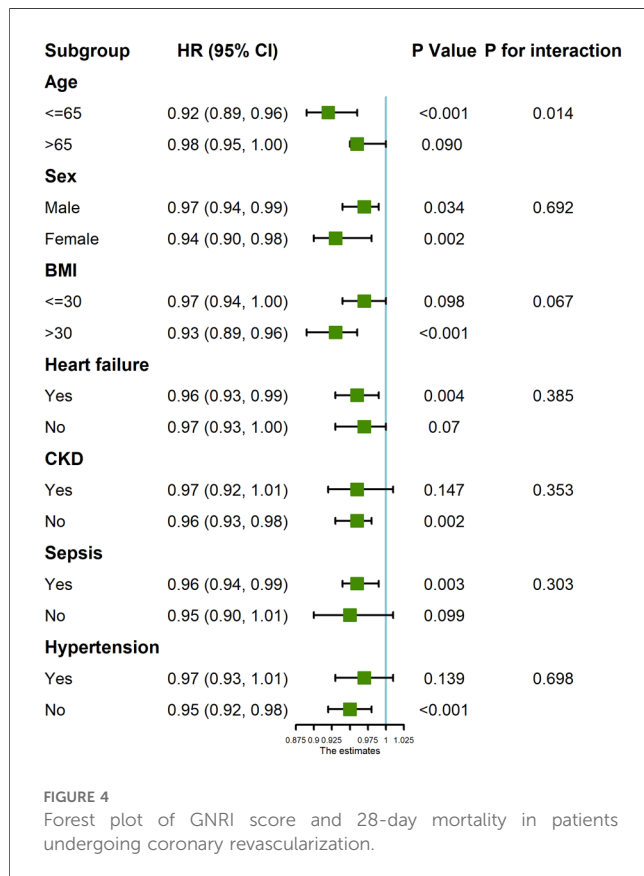 Subgroup HR (95% CI) P Value P for interaction
Age
<=65 0.92 (0.89, 0.96) <0.001 0.014
>65 0.98 (0.95, 1.00) 0.090
Sex
Male 0.97 (0.94, 0.99) 0.034 0.692
Female 0.94 (0.90, 0.98) 0.002
BMI
<=30 0.97 (0.94, 1.00) 0.098 0.067
>30 0.93 (0.89, 0.96) <0.001
Heart failure
Yes 0.96 (0.93, 0.99) 0.004 0.385
No 0.97 (0.93, 1.00) 0.07
CKD
Yes 0.97 (0.92, 1.01) 0.147 0.353
No 0.96 (0.93, 0.98) 0.002
Sepsis
Yes 0.96 (0.94, 0.99) 0.003 0.303
No 0.95 (0.90, 1.01) 0.099
Hypertension
Yes 0.97 (0.93, 1.01) 0.139 0.698
No 0.95 (0.92, 0.98) <0.001
0.875 0.9 0.925 0.975 1 1.025
The estimates
FIGURE 4
Forest plot of GNRI score and 28-day mortality in patients
undergoing coronary revascularization.